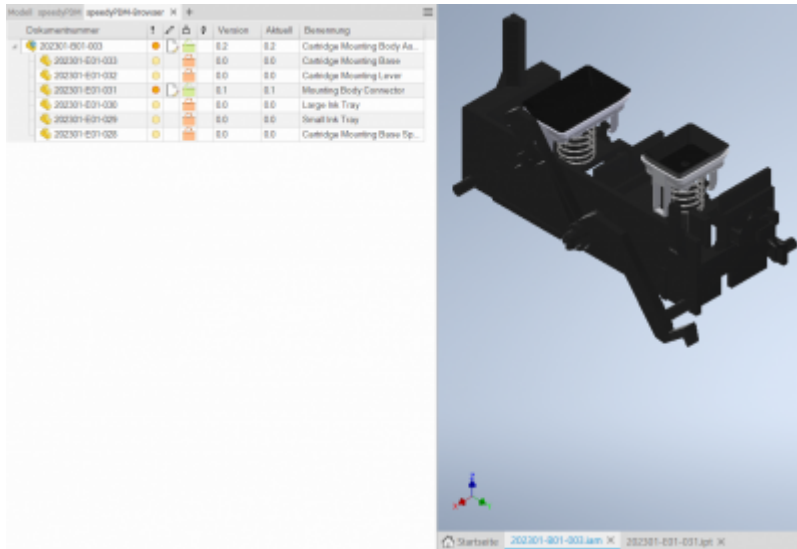 Modell speedyPDM speedyPDM-Browser × +
Dokumentnummer ! Version Aktuell Benennung
202301-B01-003 0.2 0.2 Cartridge Mounting Body As...
202301-E01-033 0.0 0.0 Cartridge Mounting Base
202301-E01-032 0.0 0.0 Cartridge Mounting Lever
202301-E01-031 0.1 0.1 Mounting Body Connector
202301-E01-030 0.0 0.0 Large Ink Tray
202301-E01-029 0.0 0.0 Small Ink Tray
202301-E01-028 0.0 0.0 Cartridge Mounting Base Sp...
Startseite 202301-B01-003.iam × 202301-E01-031.ipt ×